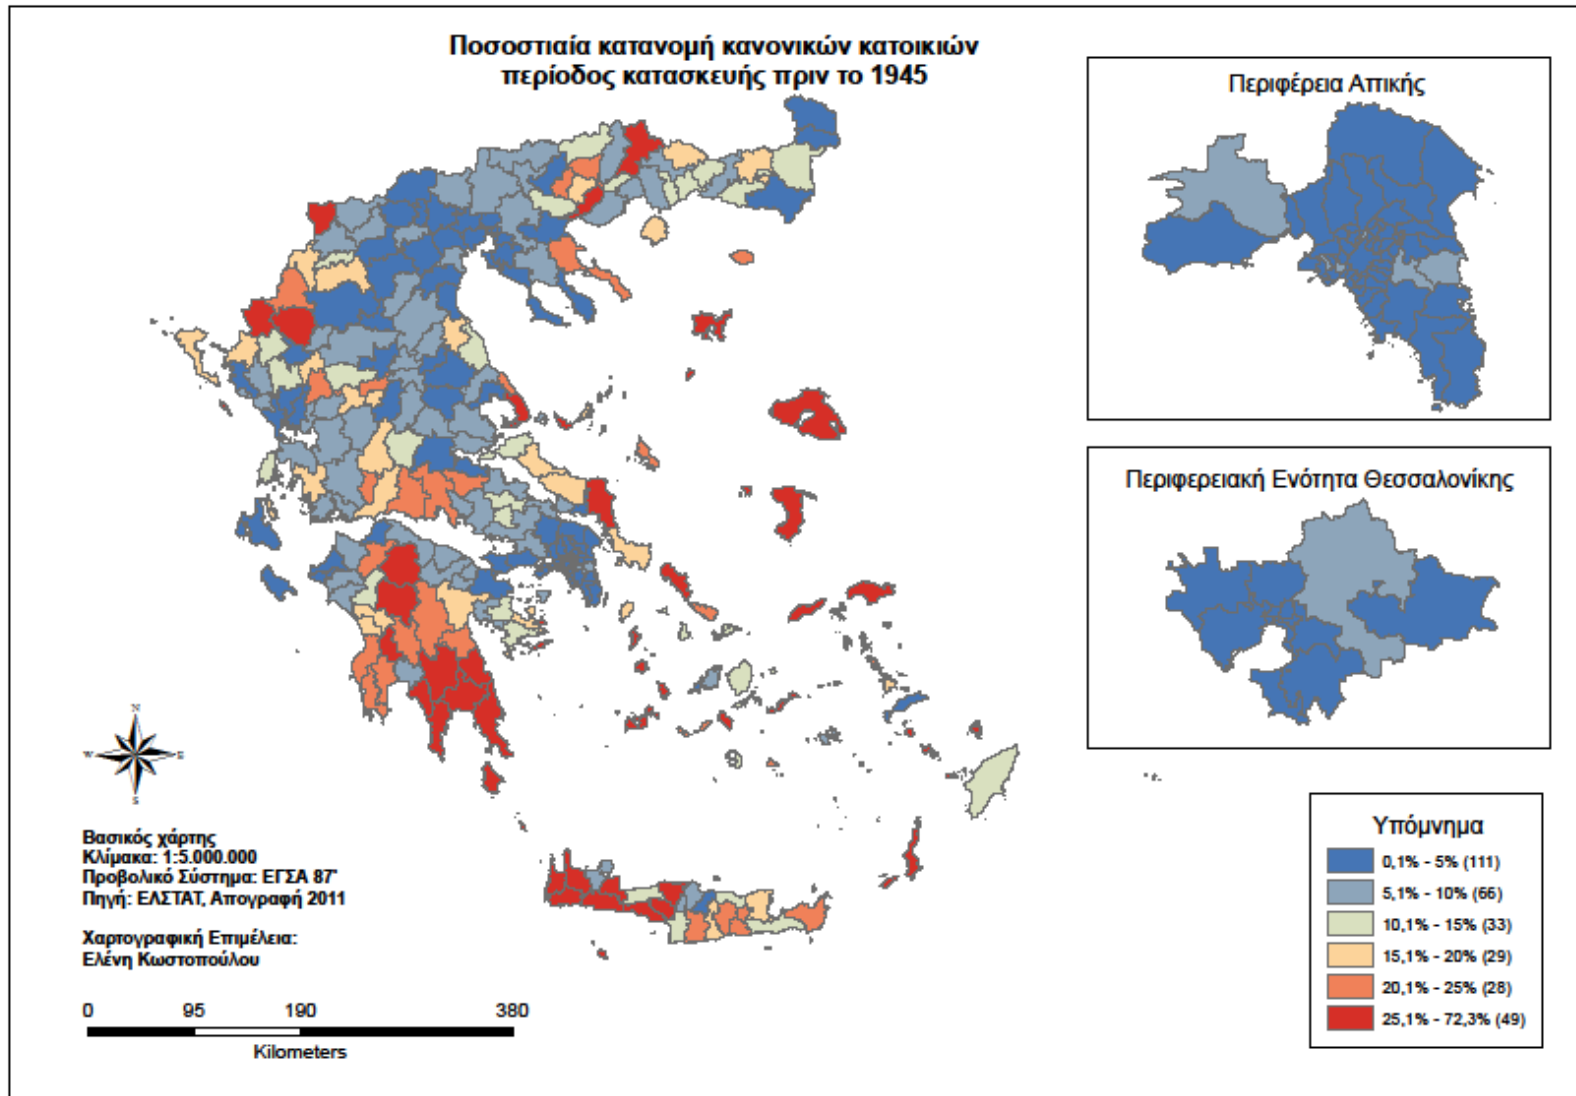 Ποσοστιαία κατανομή κανονικών κατοικιών
περίοδος κατασκευής πριν το 1945
Περιφέρεια Αττικής
Περιφερειακή Ενότητα Θεσσαλονίκης
N
W
E
S
Βασικός χάρτης
Κλίμακα: 1:5.000.000
Προβολικό Σύστημα: ΕΓΣΑ 87'
Πηγή: ΕΛΣΤΑΤ, Απογραφή 2011
Χαρτογραφική Επιμέλεια:
Ελένη Κωστοπούλου
0 95 190 380
Kilometers
Υπόμνημα
0,1% - 5% (111)
5,1% - 10% (66)
10,1% - 15% (33)
15,1% - 20% (29)
20,1% - 25% (28)
25,1% - 72,3% (49)